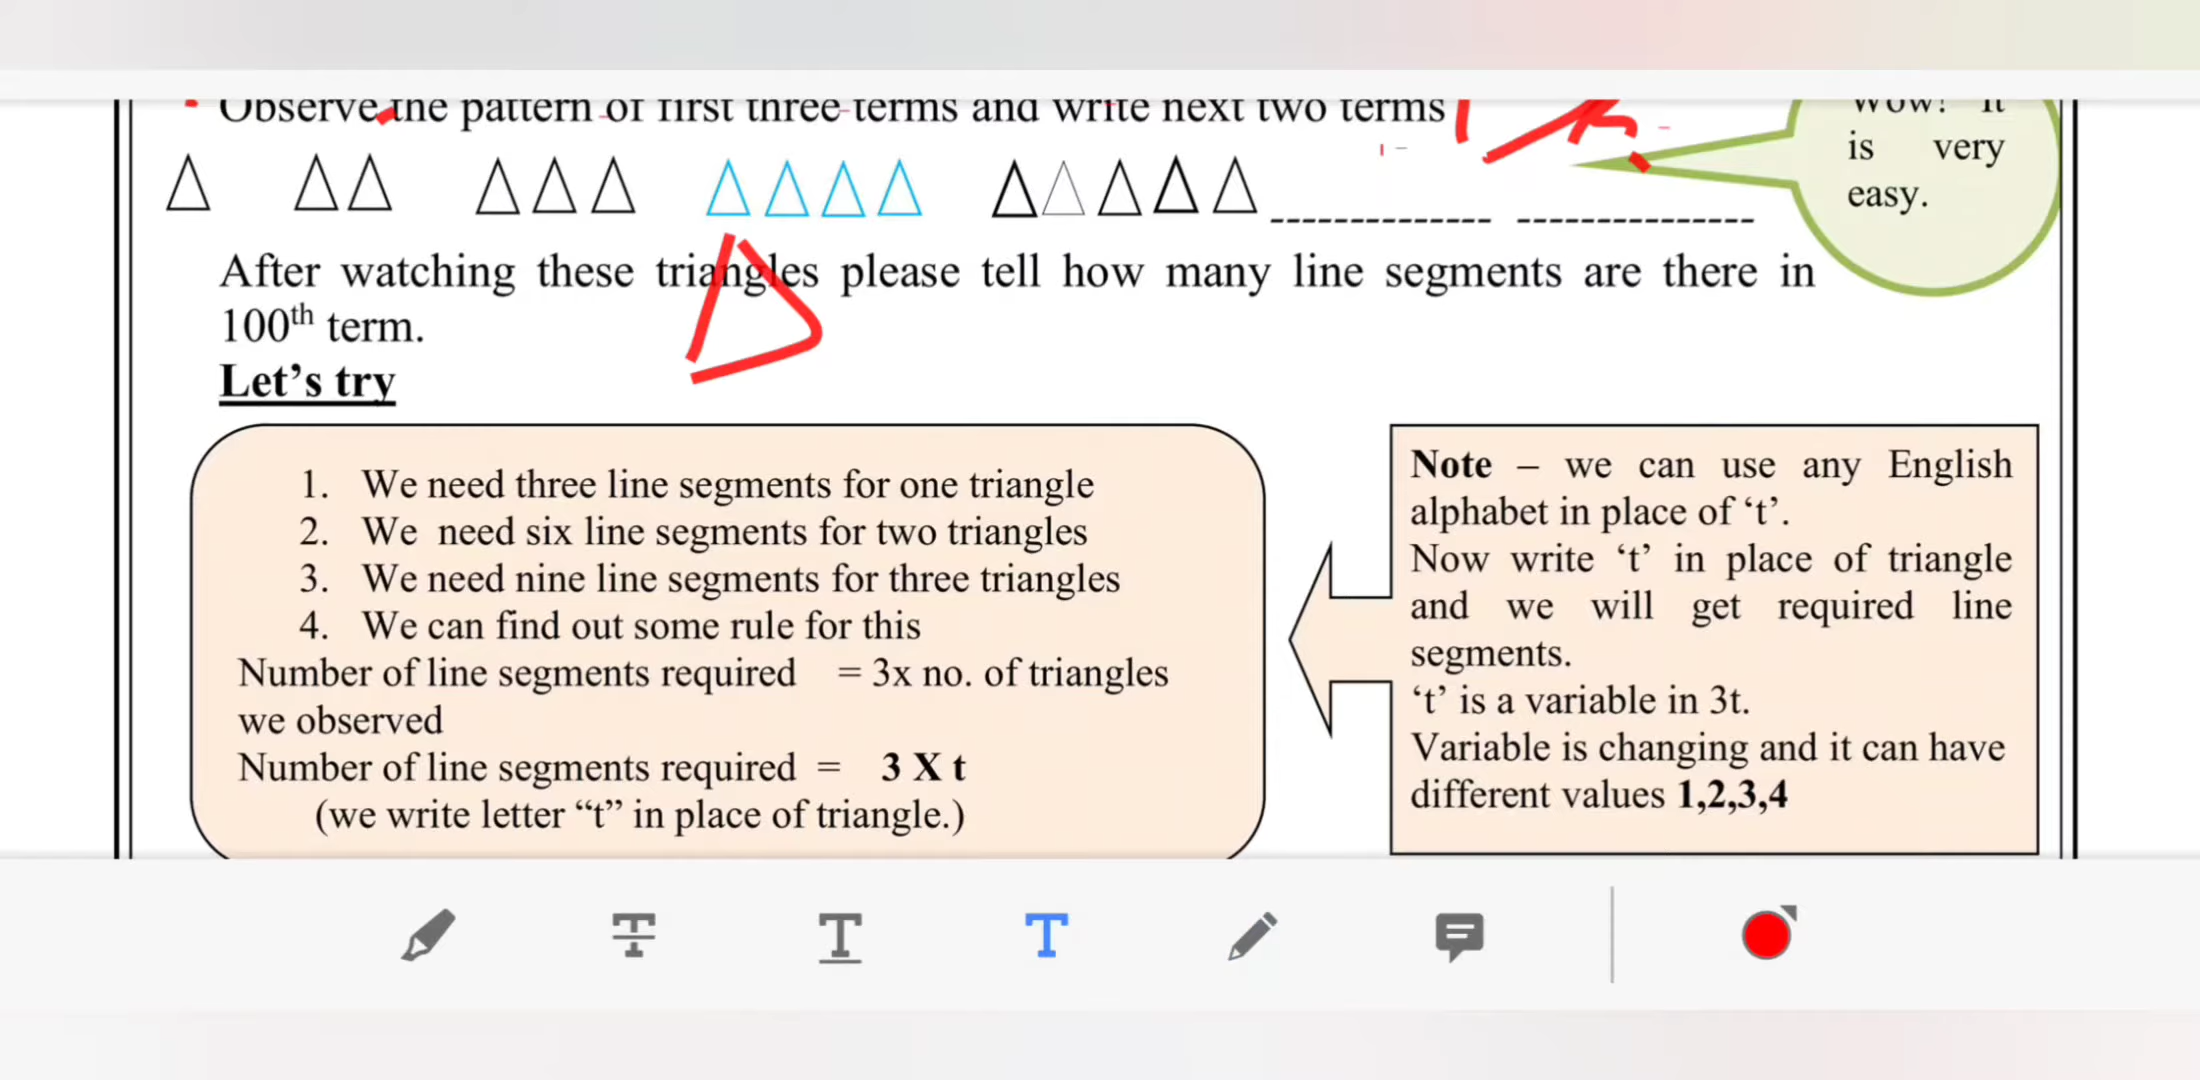 Observe the pattern of first three terms and write next two terms
Wow! It
is very
easy.
After watching these triangles please tell how many line segments are there in
100th term.
Let's try
1. We need three line segments for one triangle
2. We need six line segments for two triangles
3. We need nine line segments for three triangles
4. We can find out some rule for this
Number of line segments required = 3x no. of triangles
we observed
Number of line segments required = 3 X t
(we write letter “t” in place of triangle.)
Note – we can use any English
alphabet in place of ‘t’.
Now write ‘t’ in place of triangle
and we will get required line
segments.
‘t’ is a variable in 3t.
Variable is changing and it can have
different values 1,2,3,4